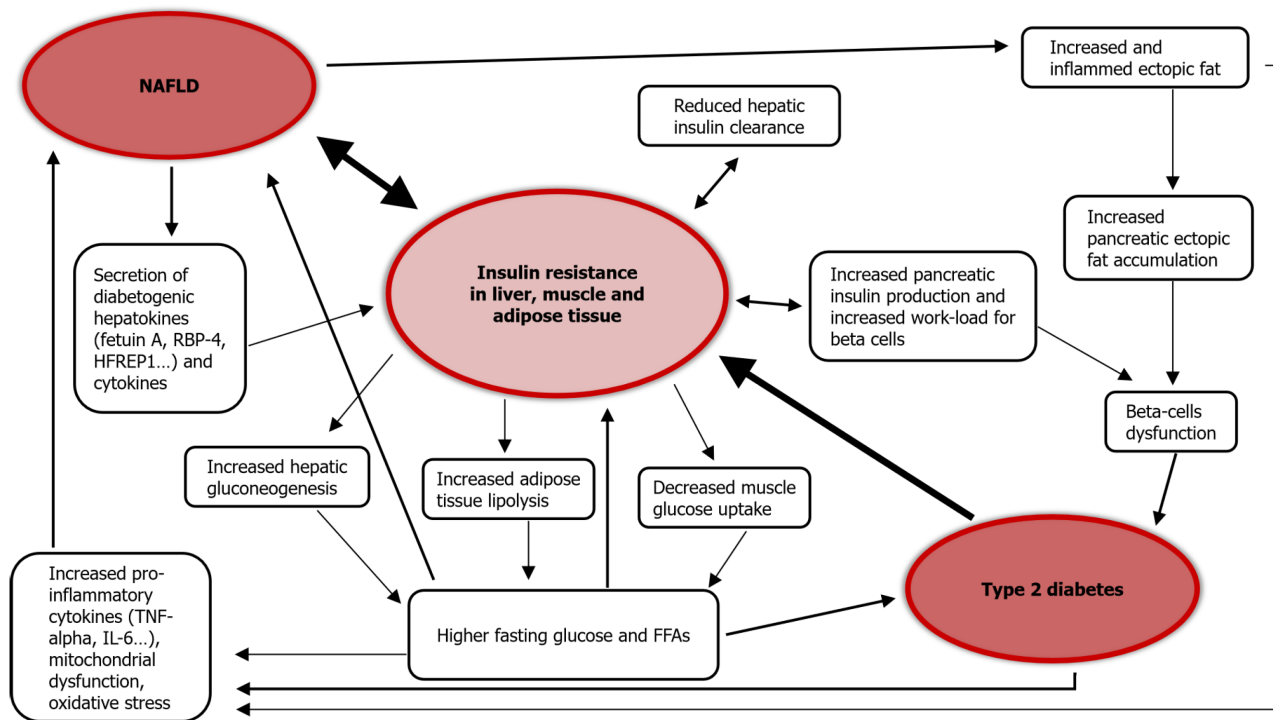 NAFLD
Increased and
inflammed ectopic fat
Reduced hepatic
insulin clearance
Increased
pancreatic ectopic
fat accumulation
Secretion of
diabetogenic
hepatokines
(fetuin A, RBP-4,
HFREP1...) and
cytokines
Insulin resistance
in liver, muscle and
adipose tissue
Increased pancreatic
insulin production and
increased work-load for
beta cells
Beta-cells
dysfunction
Increased hepatic
gluconeogenesis
Increased adipose
tissue lipolysis
Decreased muscle
glucose uptake
Increased pro-
inflammatory
cytokines (TNF-
alpha, IL-6...),
mitochondrial
dysfunction,
oxidative stress
Higher fasting glucose and FFAs
Type 2 diabetes